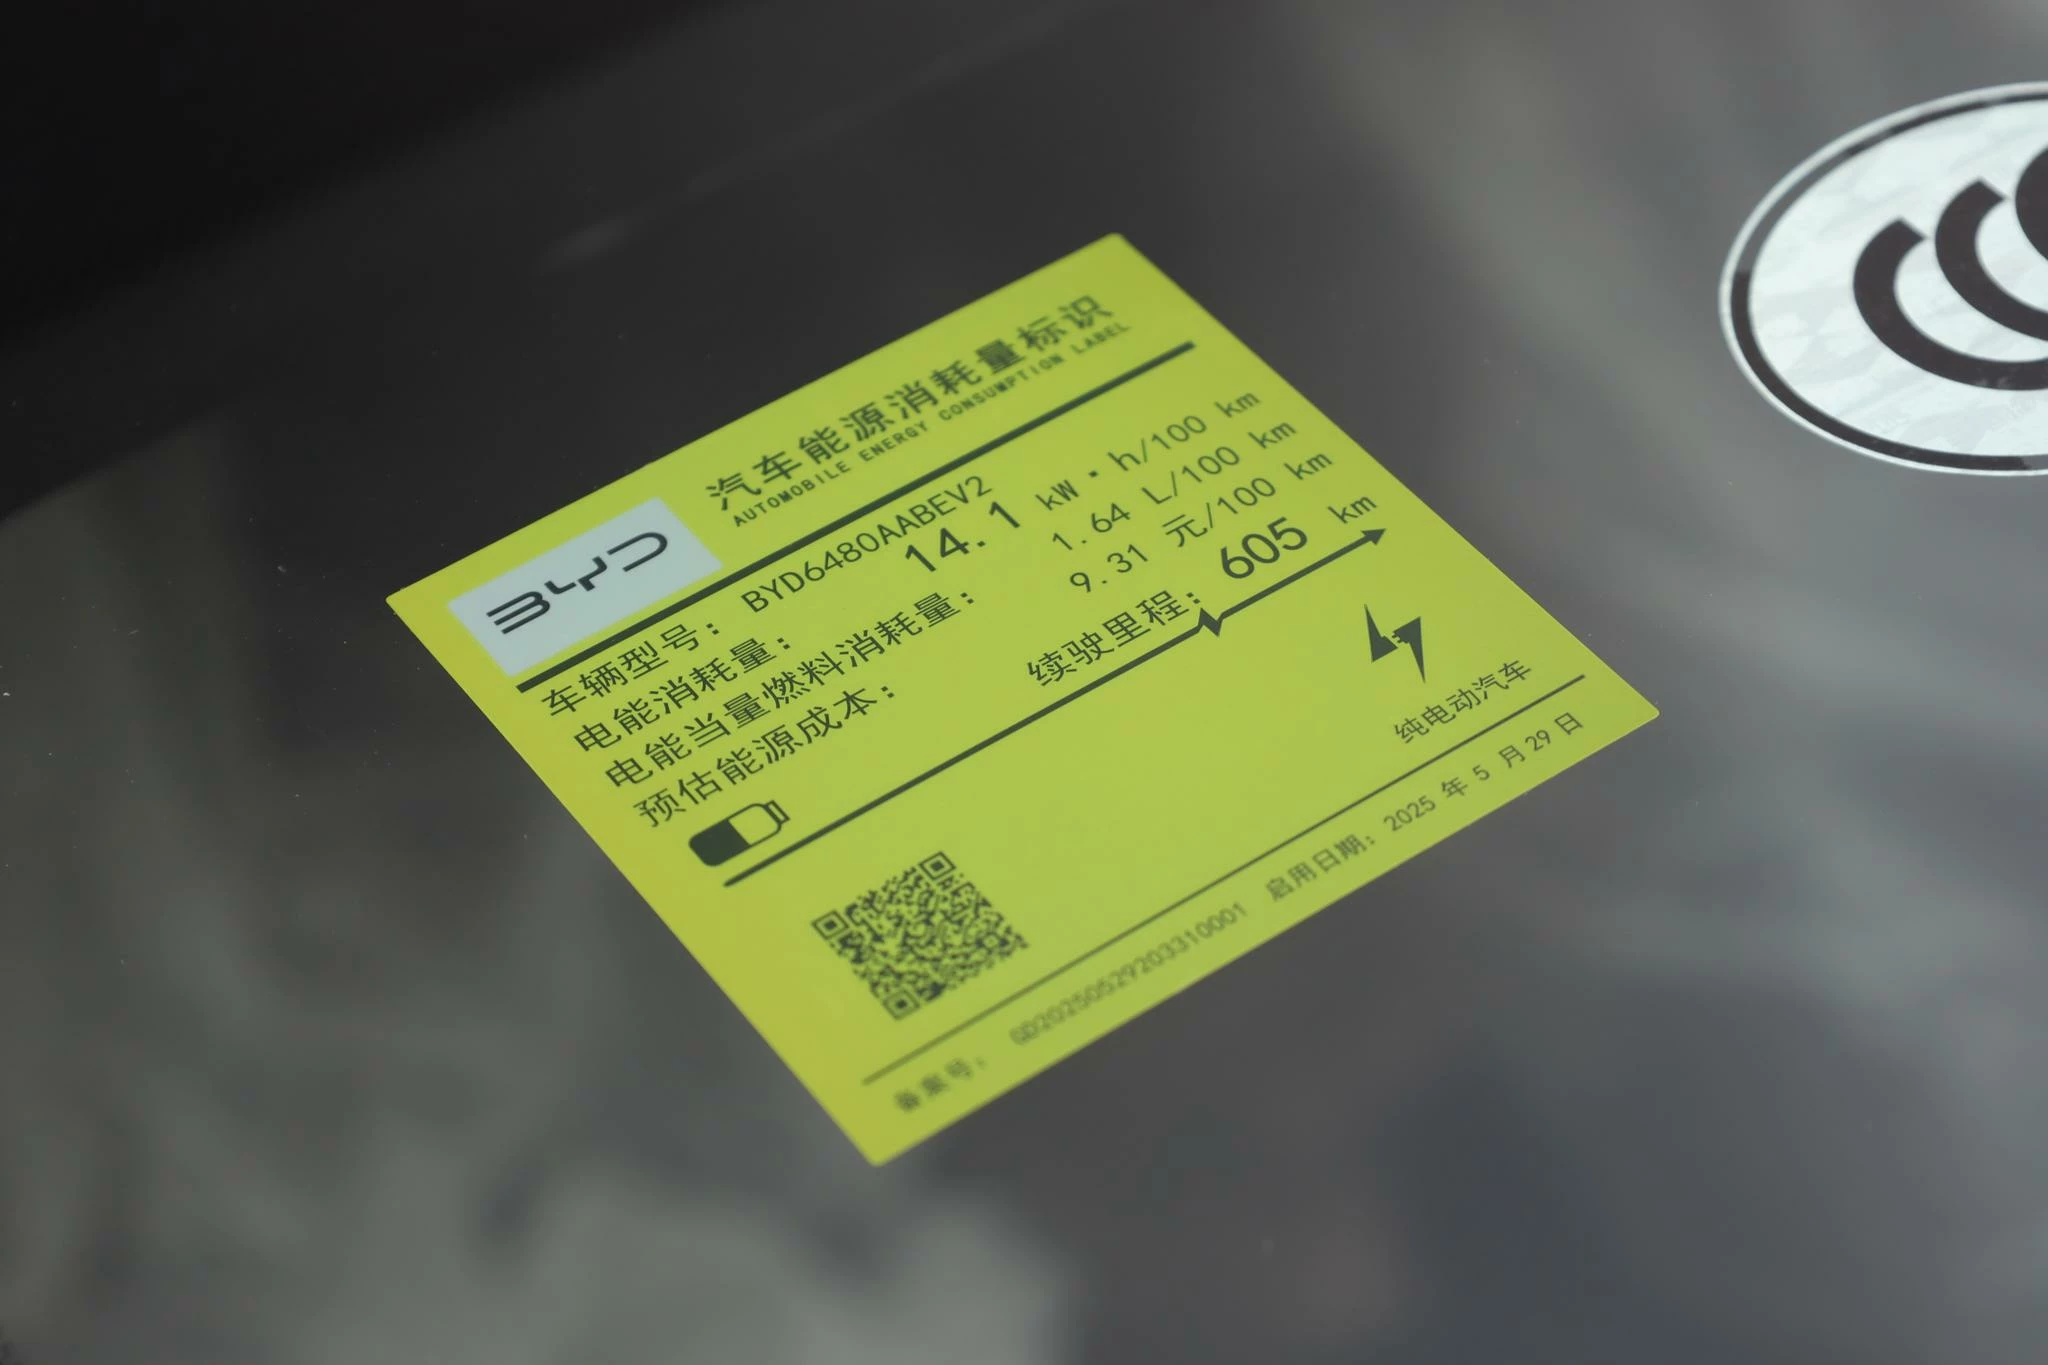 BYD
汽车能源消耗量标识
AUTOMOBILE ENERGY CONSUMPTION LABEL
车辆型号: BYD6480AABEV2
电能消耗量: 14.1 kW·h/100 km
电能当量燃料消耗量: 1.64 L/100 km
预估能源成本: 9.31 元/100 km
续驶里程: 605 km
纯电动汽车
备案号: GD20250529203310001 启用日期: 2025 年 5 月 29 日
CCC